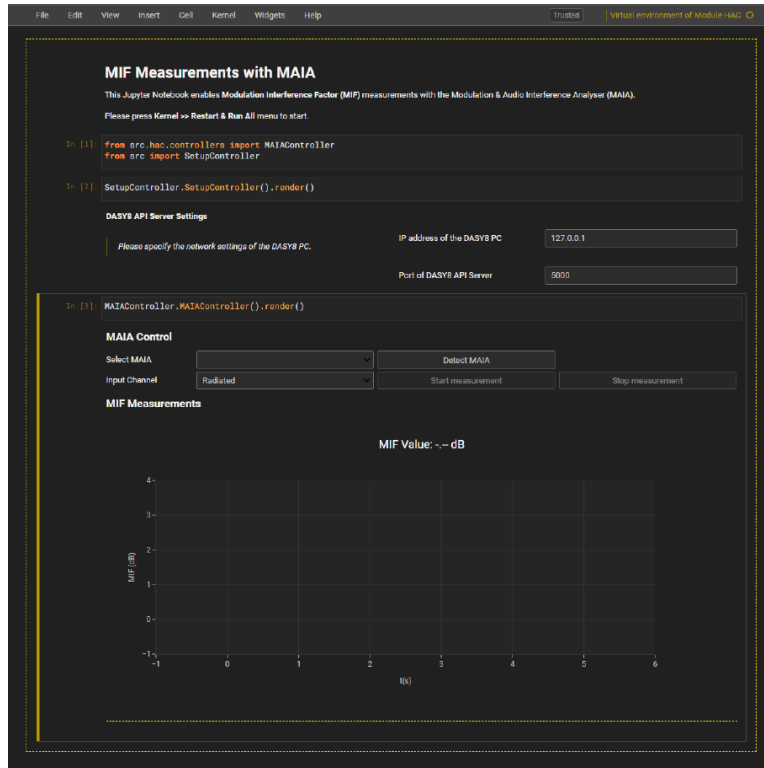 File Edit View Insert Cell Kernel Widgets Help Trusted Virtual environment of Module HAC
MIF Measurements with MAIA
This Jupyter Notebook enables Modulation Interference Factor (MIF) measurements with the Modulation & Audio Interference Analyser (MAIA).
Please press Kernel >> Restart & Run All menu to start.
In [1]: from src.hac.controllers import MAIAController
from src import SetupController
In [2]: SetupController.SetupController().render()
DASY8 API Server Settings
Please specify the network settings of the DASY8 PC.
IP address of the DASY8 PC 127.0.0.1
Port of DASY8 API Server 5000
In [3]: MAIAController.MAIAController().render()
MAIA Control
Select MAIA Detect MAIA
Input Channel Radiated Start measurement Stop measurement
MIF Measurements
MIF Value: -.-- dB
4
3
2
1
0
−1
MIF (dB)
−1 0 1 2 3 4 5 6
t(s)